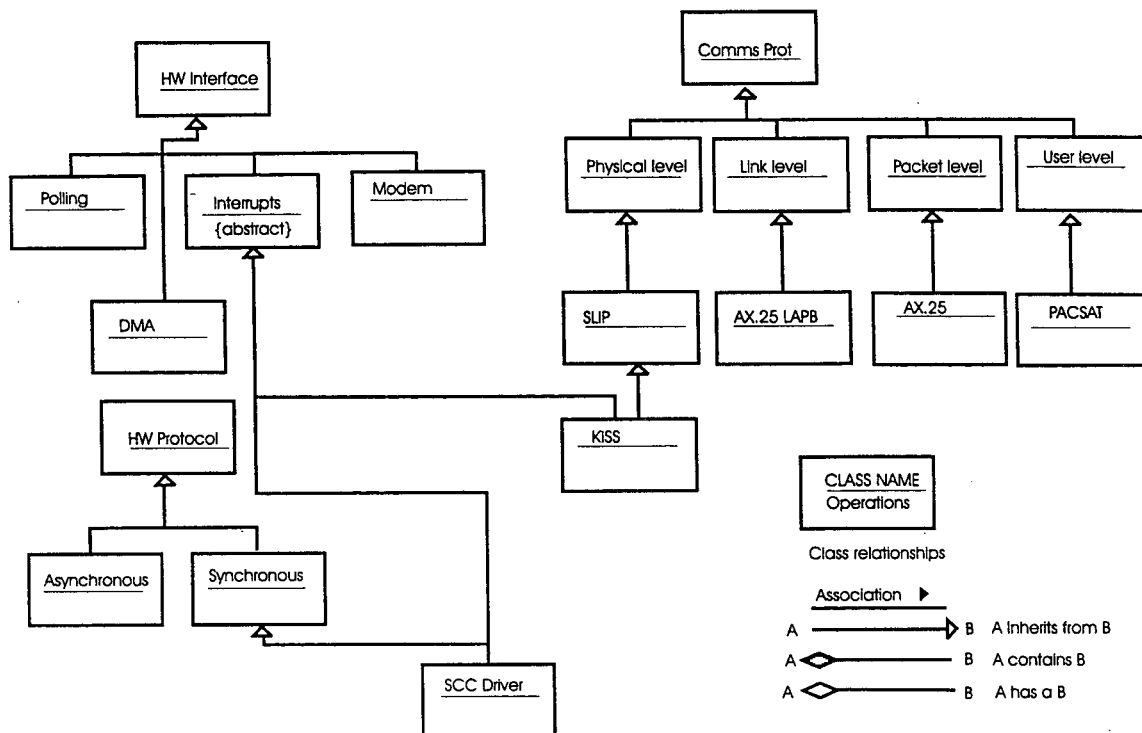 HW Interface
Comms Prot
Polling
Interrupts
{abstract}
Modem
Physical level
Link level
Packet level
User level
DMA
SLIP
AX.25 LAPB
AX.25
PACSAT
HW Protocol
KISS
Asynchronous
Synchronous
SCC Driver
CLASS NAME
Operations
Class relationships
Association
A B A Inherits from B
A B A contains B
A B A has a B